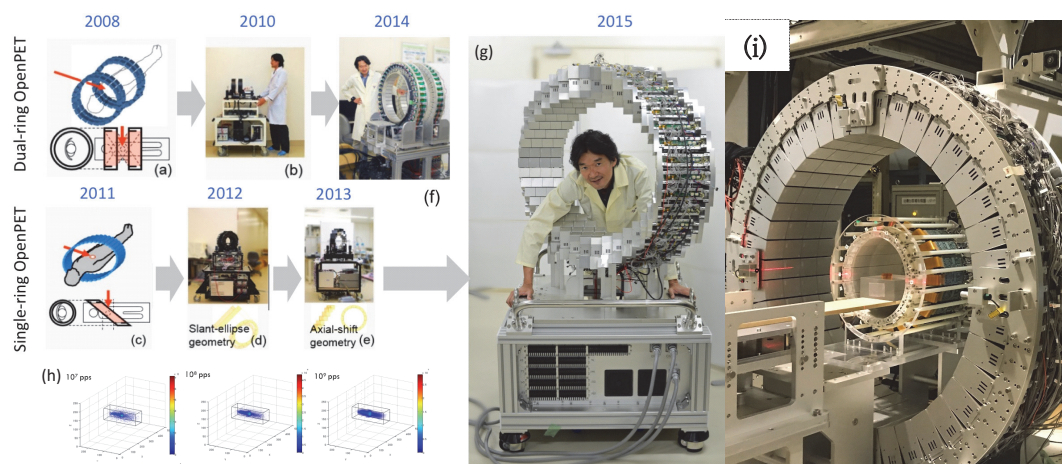 2008
2010
2014
2015
Dual-ring OpenPET
(a)
(b)
(f)
(g)
(i)
2011
2012
2013
Single-ring OpenPET
(c)
Slant-ellipse
geometry
(d)
Axial-shift
geometry
(e)
(h)
10⁷ pps
10⁸ pps
10⁹ pps